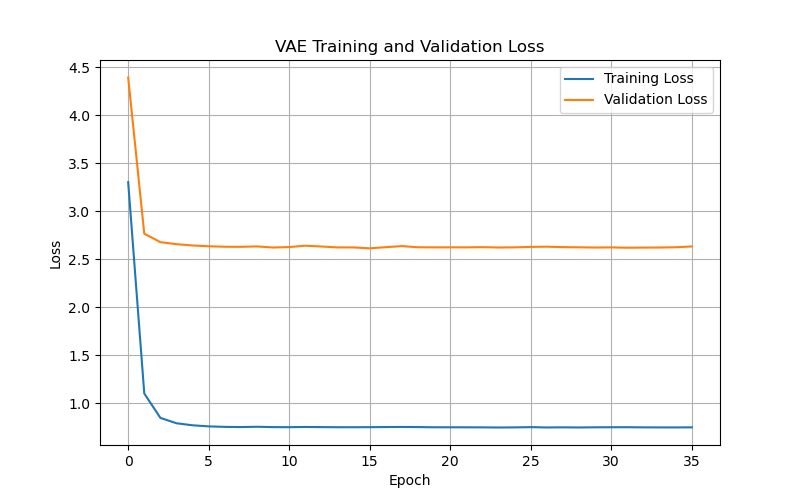 VAE Training and Validation Loss
4.5
4.0
3.5
3.0
2.5
2.0
1.5
1.0
Loss
Training Loss
Validation Loss
0 5 10 15 20 25 30 35
Epoch